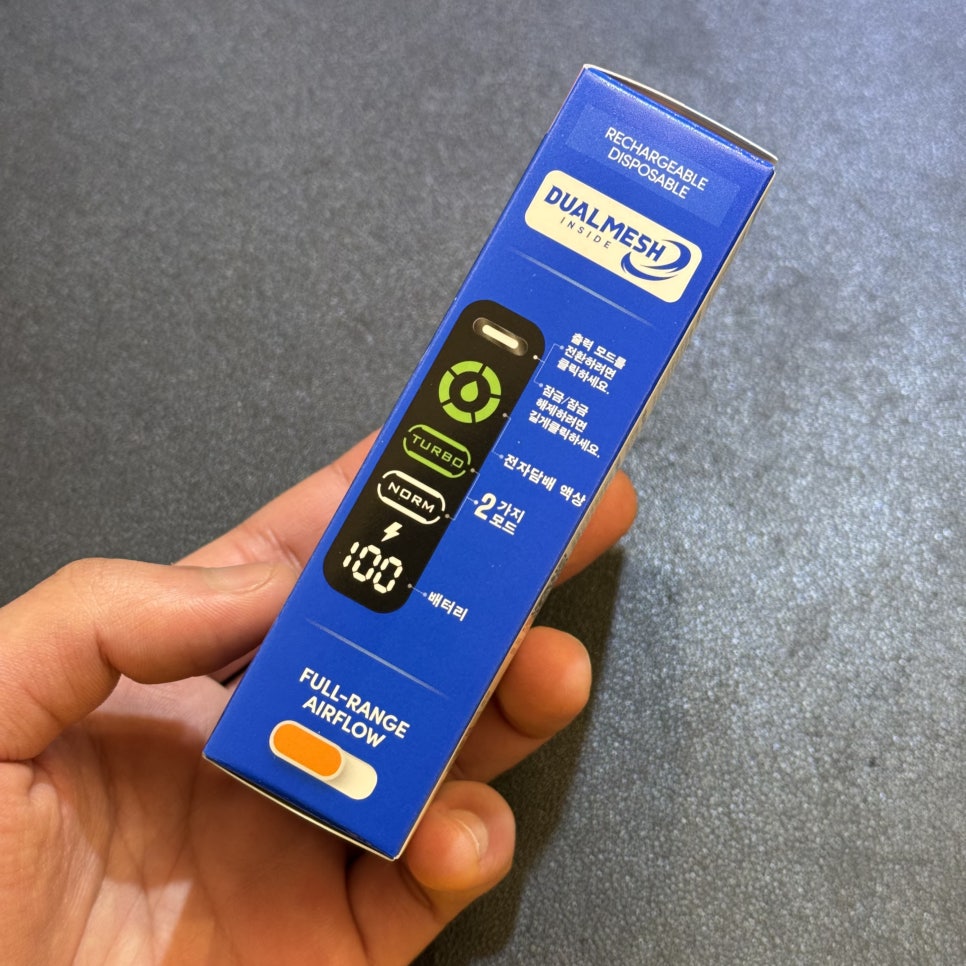 RECHARGEABLE
DISPOSABLE
DUALMESH
INSIDE
출력 모드를
전환하려면
클릭하세요.
잠금/잠금
해제하려면
길게클릭하세요.
전자담배 액상
TURBO
NORM
2가지
모드
100
배터리
FULL-RANGE
AIRFLOW